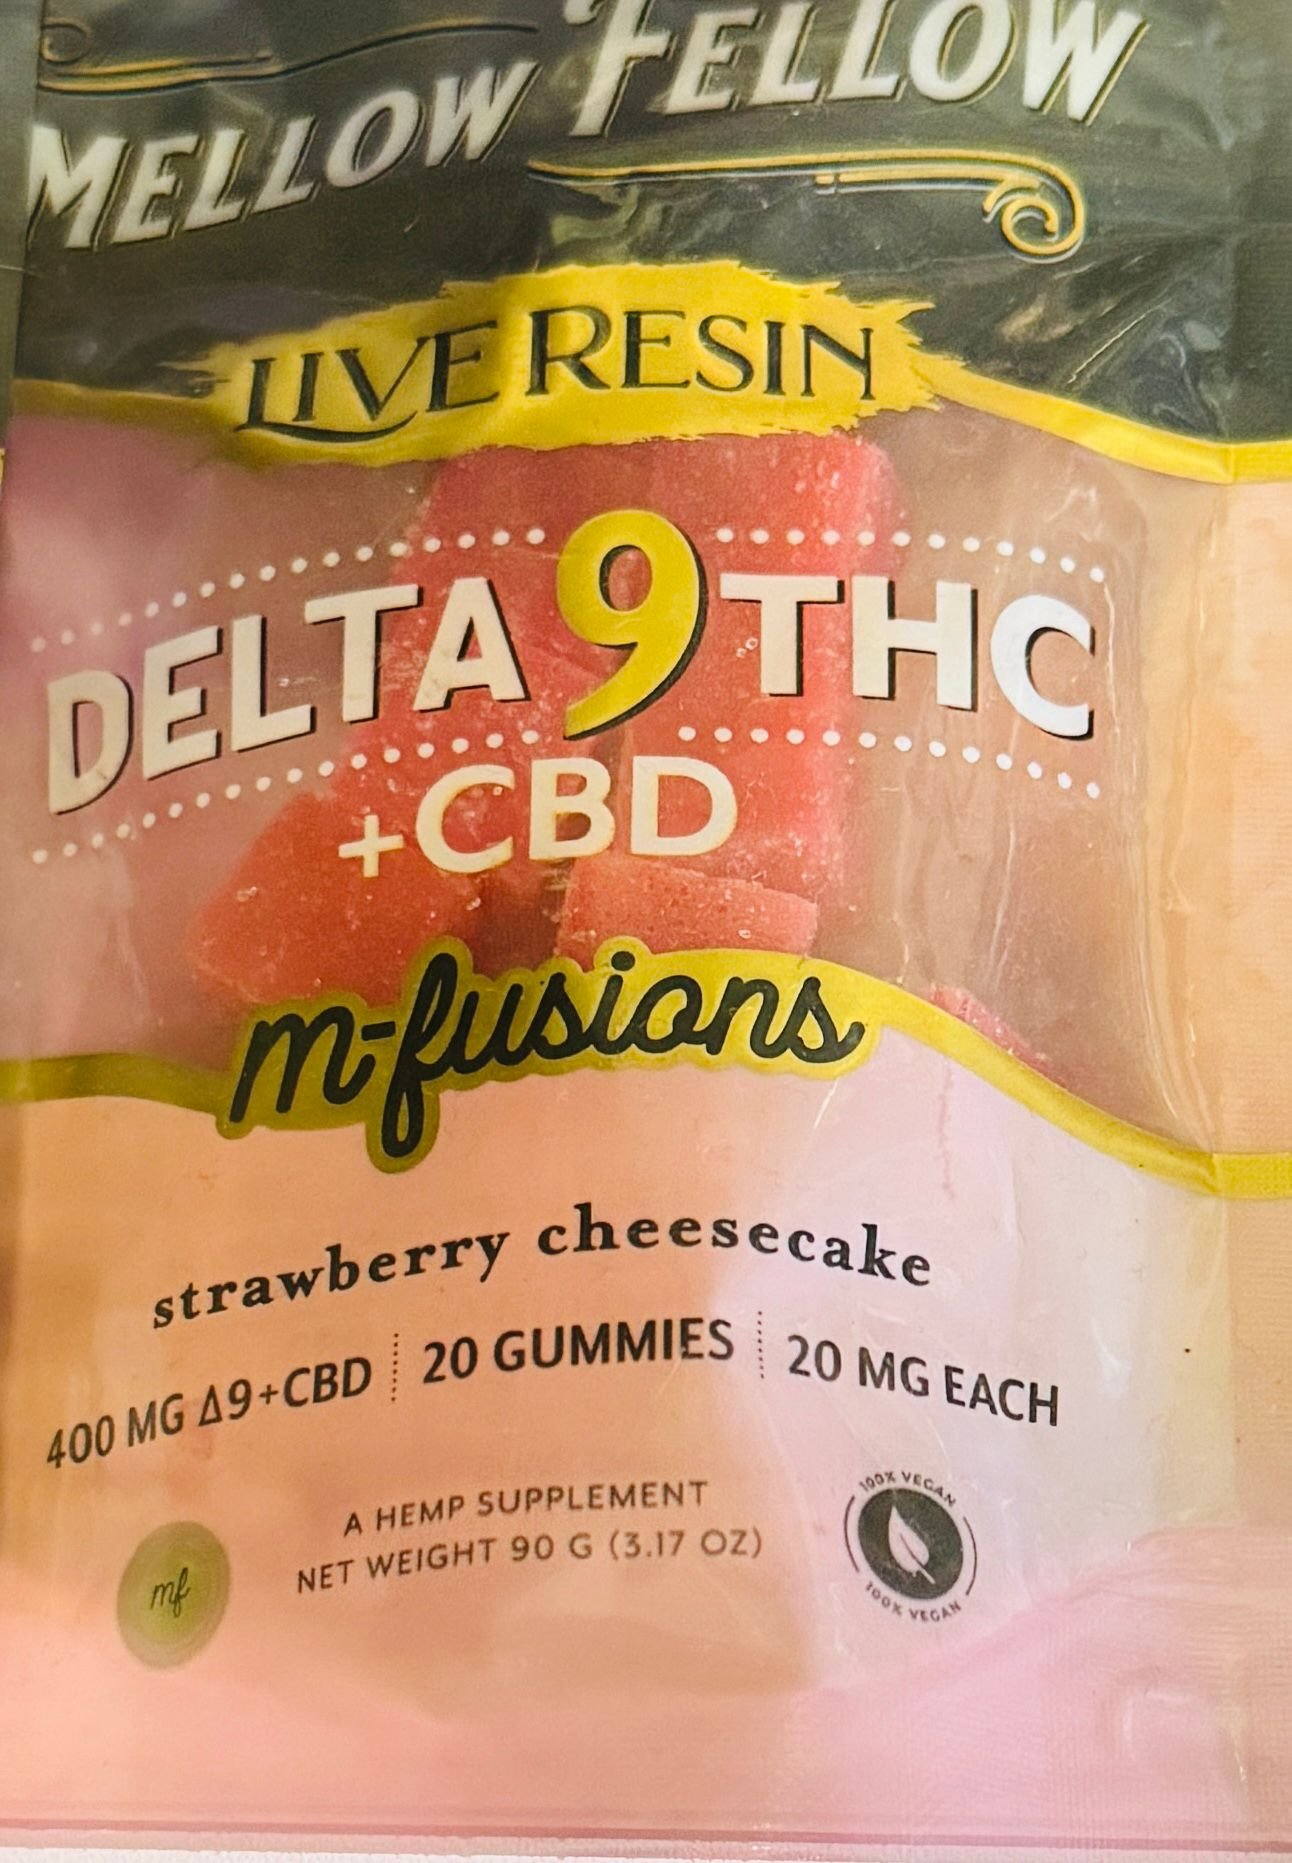 MELLOW FELLOW
LIVE RESIN
DELTA 9 THC
+CBD
m-fusions
strawberry cheesecake
400 MG Δ9+CBD 20 GUMMIES 20 MG EACH
A HEMP SUPPLEMENT
NET WEIGHT 90 G (3.17 OZ)
mf
100% VEGAN
100% VEGAN